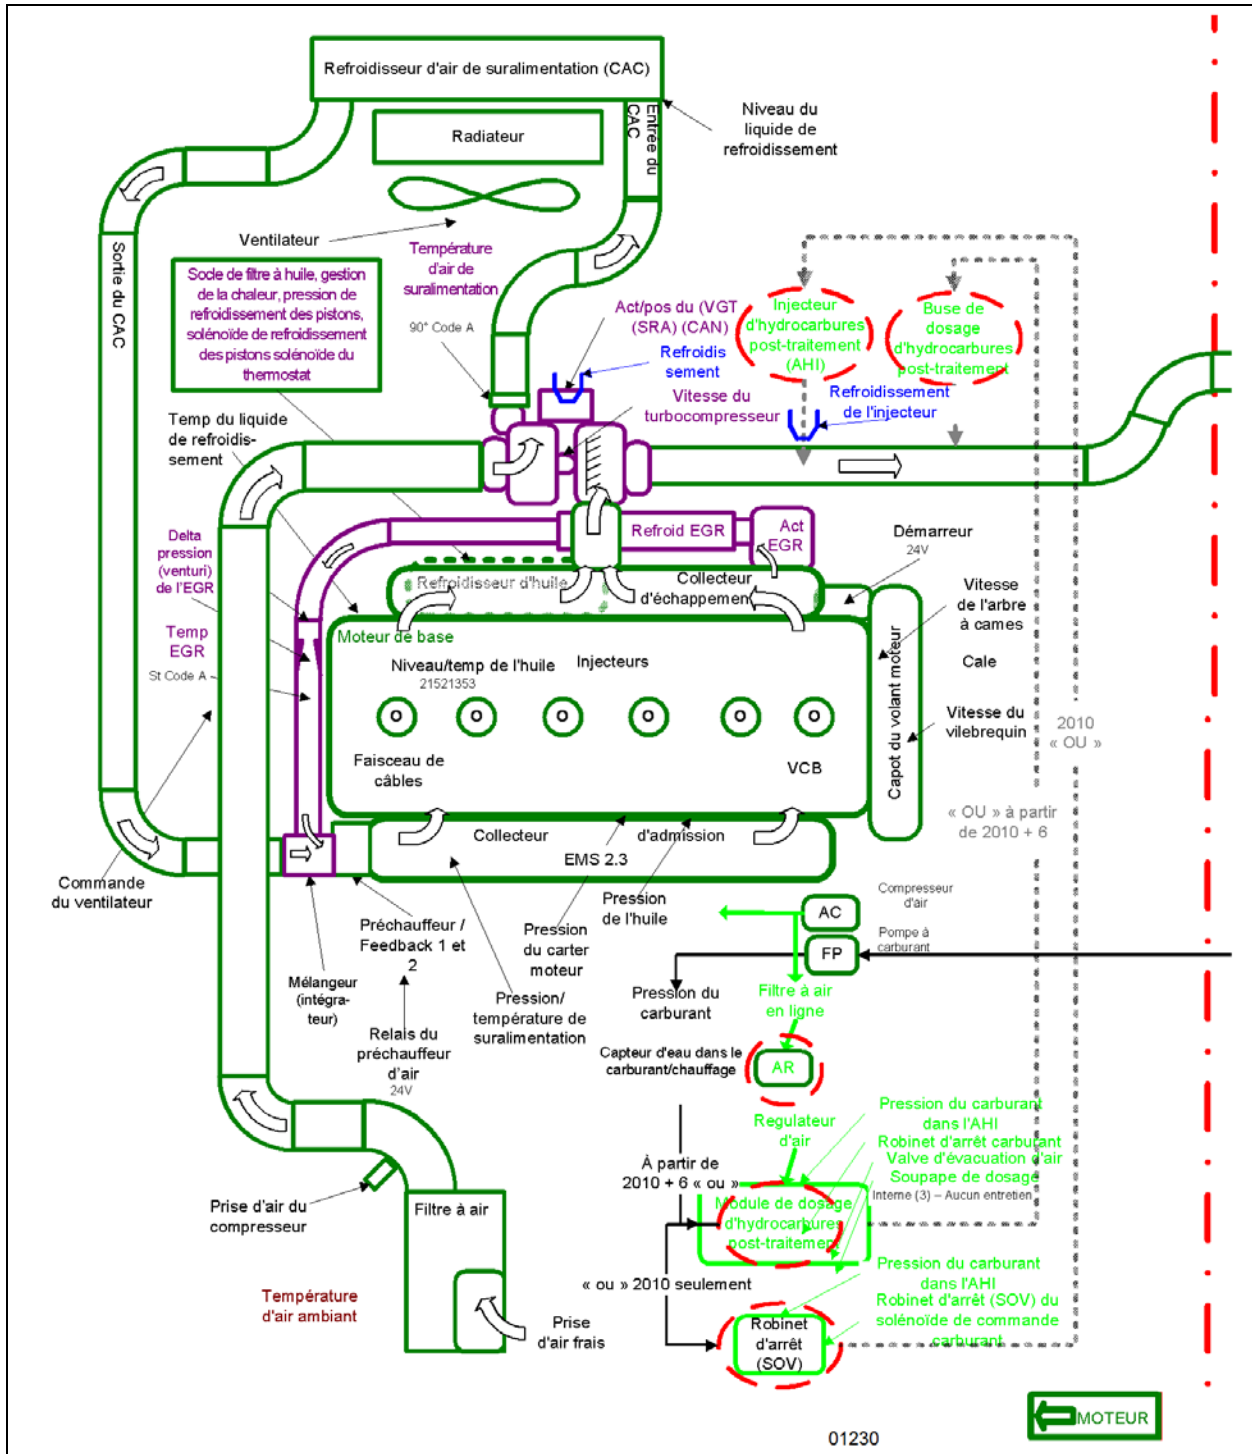 Refroidisseur d'air de suralimentation (CAC)
Radiateur
Entrée du
CAC
Niveau du
liquide de
refroidissement
Ventilateur
Sortie du CAC
Température
d'air de
suralimentation
90° Code A
Socle de filtre à huile, gestion
de la chaleur, pression de
refroidissement des pistons,
solénoïde de refroidissement
des pistons solénoïde du
thermostat
Act/pos du (VGT
(SRA) (CAN)
Refroidis
sement
Vitesse du
turbocompresseur
Injecteur
d'hydrocarbures
post-traitement
(AHI)
Buse de
dosage
d'hydrocarbures
post-traitement
Refroidissement
de l'injecteur
Temp du liquide
de refroidis-
sement
Delta
pression
(venturi)
de l'EGR
Temp
EGR
St Code A
Refroid EGR
Act
EGR
Démarreur
24V
Refroidisseur d'huile
Collecteur
d'échappement
Vitesse
de l'arbre
à cames
Cale
Vitesse du
vilebrequin
Capot du volant moteur
Moteur de base
Niveau/temp de l'huile
21521353
Injecteurs
O O O O O O
Faisceau de
câbles
VCB
2010
« OU »
« OU » à partir
de 2010 + 6
Collecteur
d'admission
EMS 2.3
Commande
du ventilateur
Mélangeur
(intégra-
teur)
Préchauffeur /
Feedback 1 et
2
Relais du
préchauffeur
d'air
24V
Pression
du carter
moteur
Pression
de l'huile
Pression/
température de
suralimentation
AC
Compresseur
d'air
FP
Pompe à
carburant
Pression du
carburant
Filtre à air
en ligne
Capteur d'eau dans le
carburant/chauffage
AR
Regulateur
d'air
Pression du carburant
dans l'AHI
Robinet d'arrêt carburant
Valve d'évacuation d'air
Soupape de dosage
Interne (3) – Aucun entretien
À partir de
2010 + 6 « ou »
Module de dosage
d'hydrocarbures
post-traitement
« ou » 2010 seulement
Pression du carburant
dans l'AHI
Robinet d'arrêt (SOV) du
solénoïde de commande
carburant
Robinet
d'arrêt
(SOV)
Prise d'air du
compresseur
Filtre à air
Température
d'air ambiant
Prise
d'air frais
MOTEUR
01230